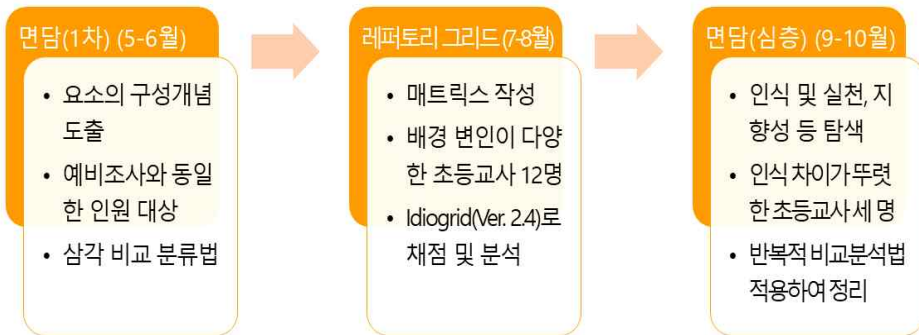 면담(1차) (5-6월)
• 요소의 구성개념
도출
• 예비조사와 동일
한 인원 대상
• 삼각 비교 분류법
레퍼토리 그리드 (7-8월)
• 매트릭스 작성
• 배경 변인이 다양
한 초등교사 12명
• Idiogrid(Ver. 2.4)로
채점 및 분석
면담(심층) (9-10월)
• 인식 및 실천, 지
향성 등 탐색
• 인식 차이가 뚜렷
한 초등교사 세 명
• 반복적 비교분석법
적용하여 정리